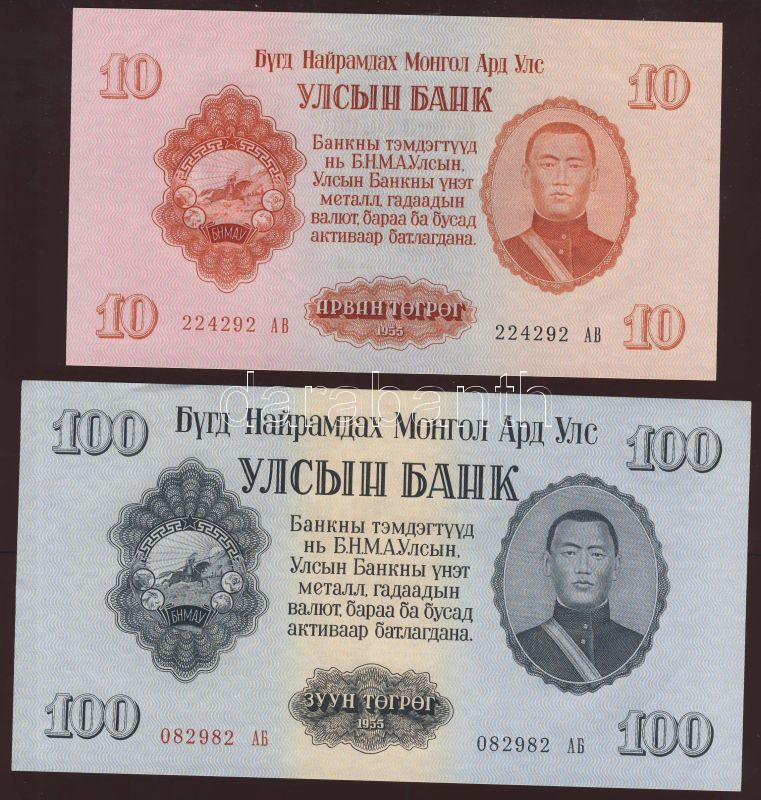 10
Бүгд Найрамдах Монгол Ард Улс
10
УЛСЫН БАНК
Банкны тэмдэгтүүд
нь Б.Н.М.А.Улсын,
Улсын Банкны үнэт
металл, гадаадын
валют, бараа ба бусад
активаар батлагдана.
БНМАУ
10
224292 АВ
АРВАН ТӨГРӨГ
1955
224292 АВ
10
darabanth
100
Бүгд Найрамдах Монгол Ард Улс
100
УЛСЫН БАНК
Банкны тэмдэгтүүд
нь Б.Н.М.А.Улсын,
Улсын Банкны үнэт
металл, гадаадын
валют, бараа ба бусад
активаар батлагдана.
БНМАУ
100
082982 АБ
ЗУУН ТӨГРӨГ
1955
082982 АБ
100